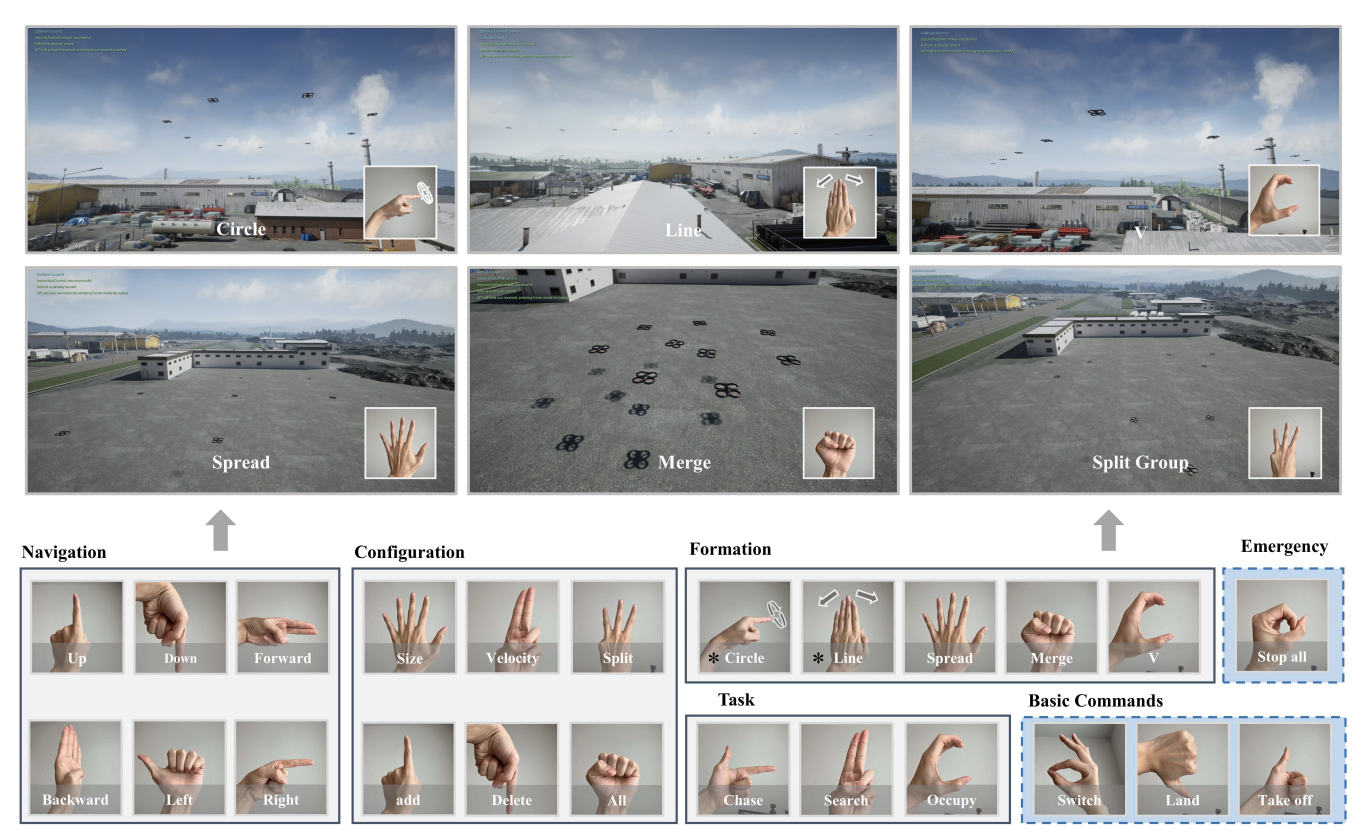 Circle
Line
V
Spread
Merge
Split Group
Navigation
Configuration
Formation
Emergency
Up
Down
Forward
Size
Velocity
Split
* Circle
* Line
Spread
Merge
V
Stop all
Task
Basic Commands
Backward
Left
Right
add
Delete
All
Chase
Search
Occupy
Switch
Land
Take off